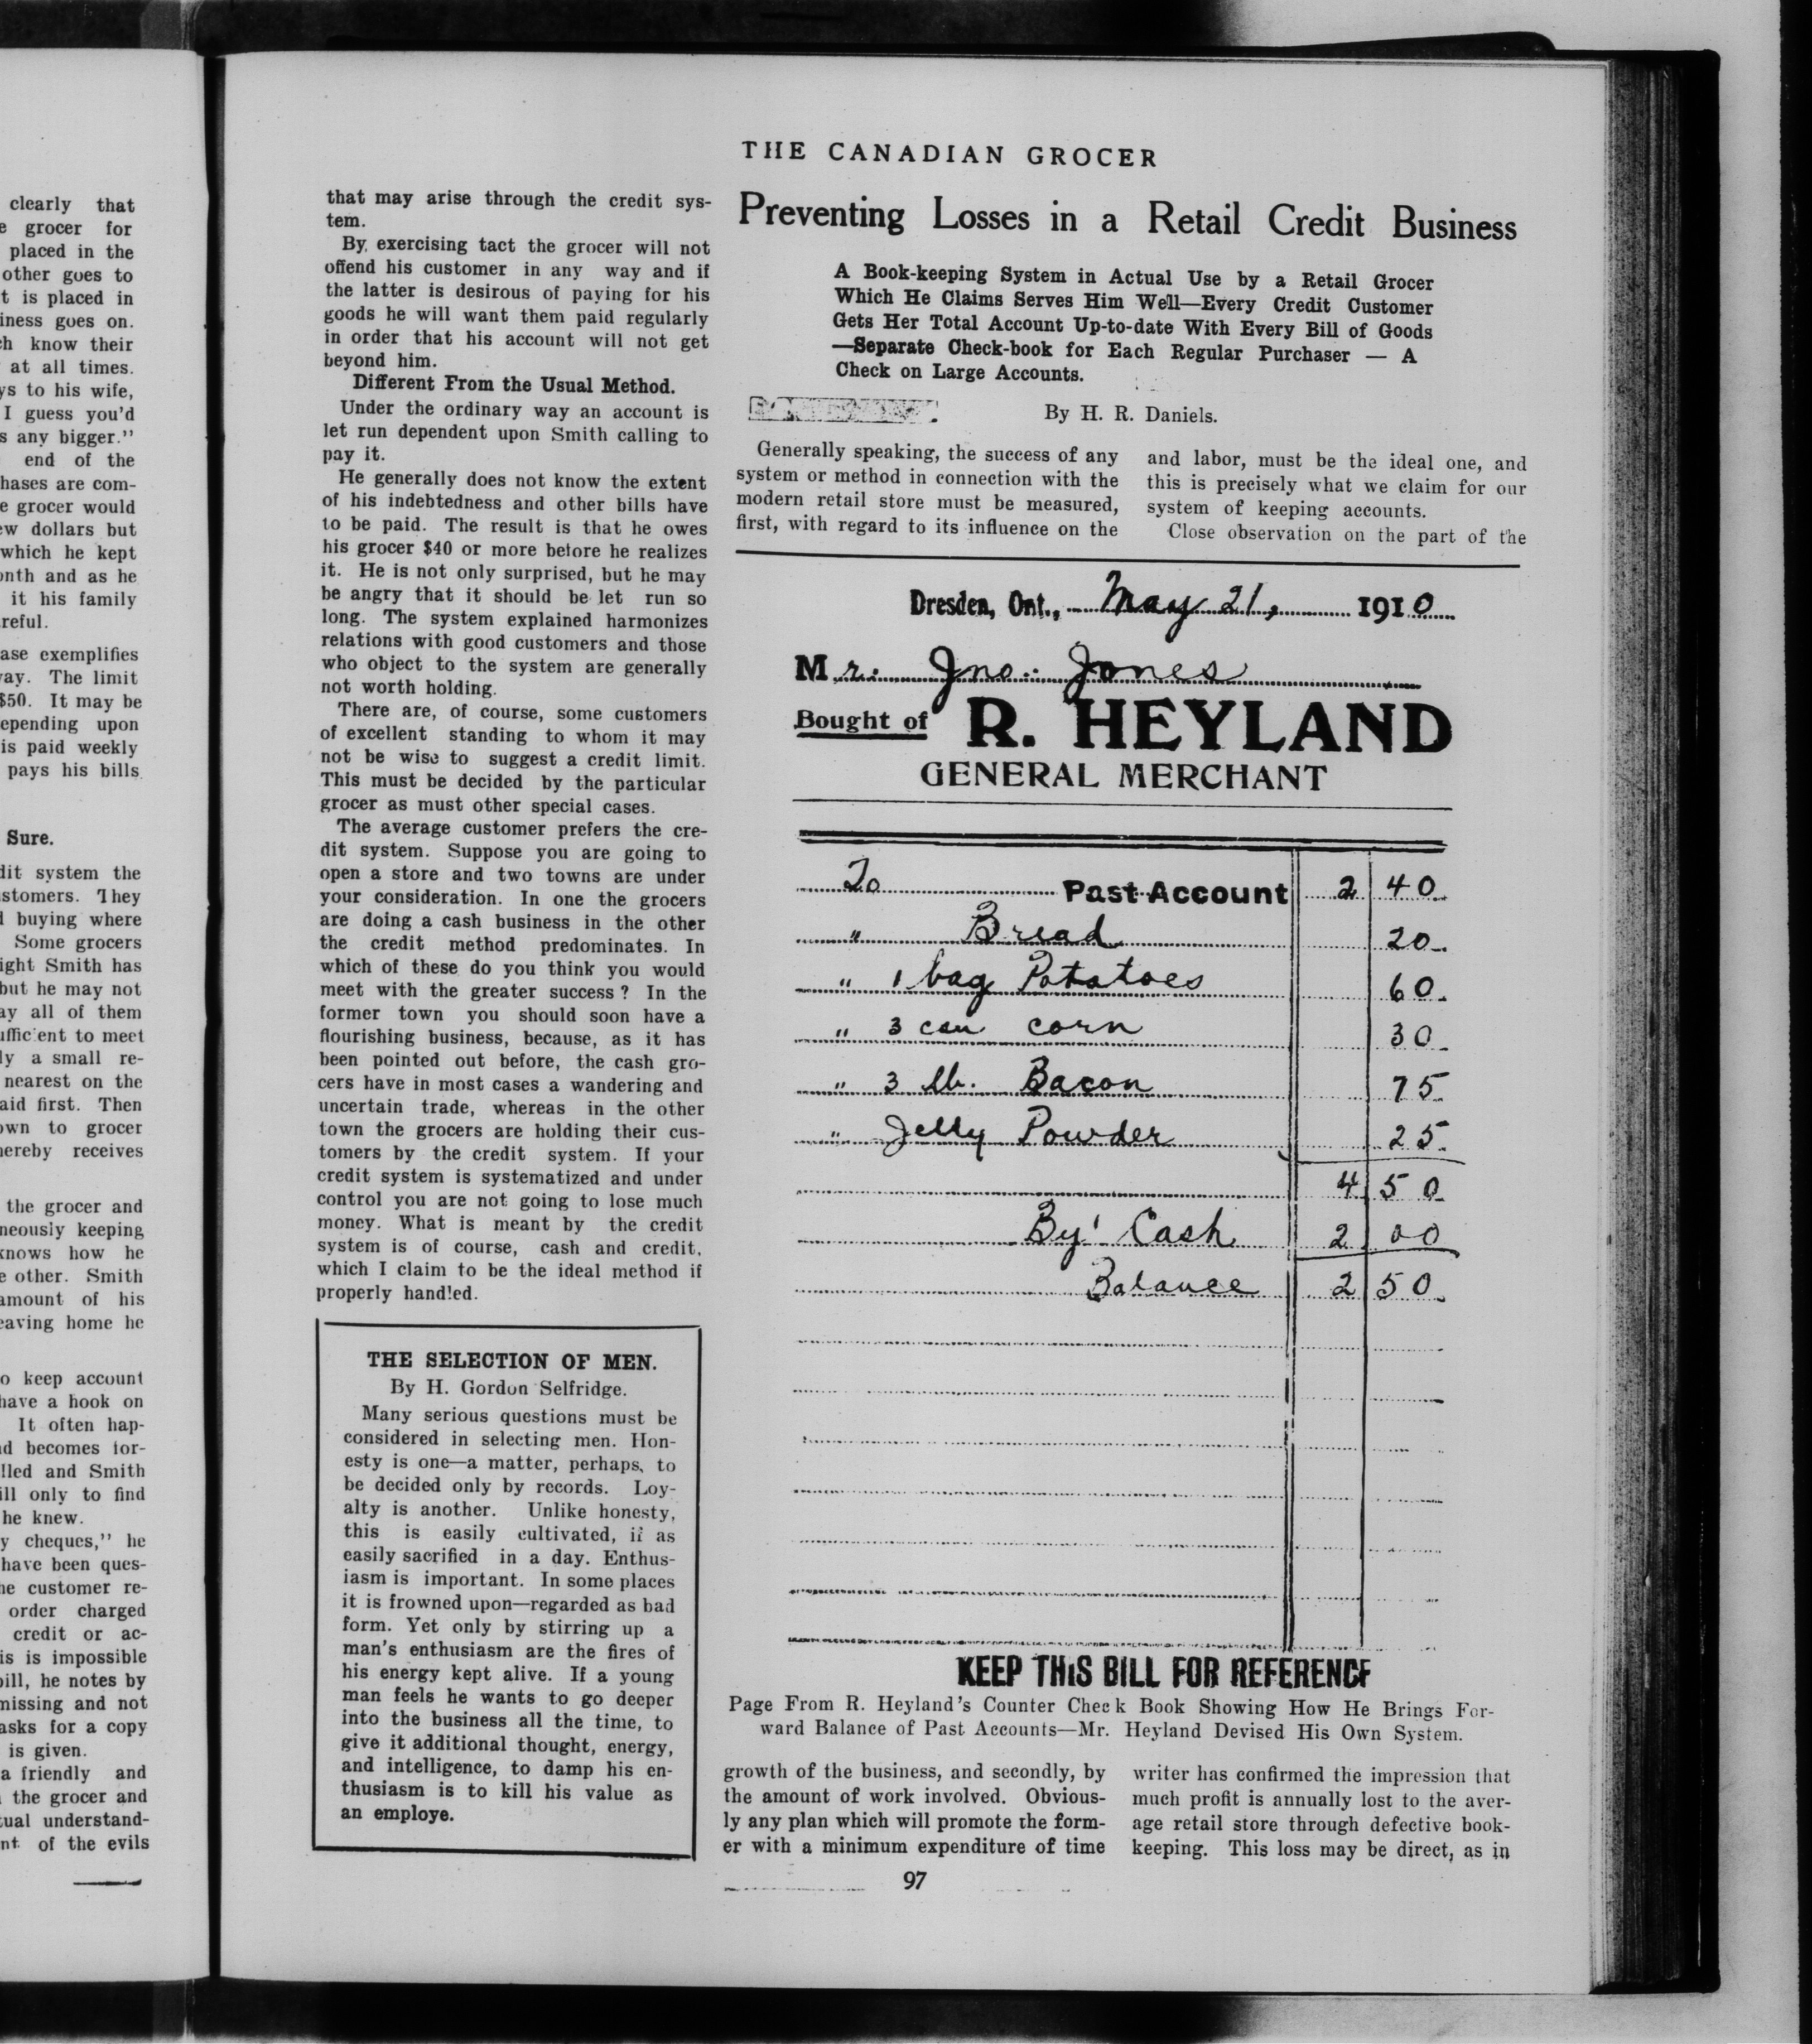 clearly that
e grocer for
placed in the
other goes to
t is placed in
iness goes on.
ch know their
at all times.
ys to his wife,
I guess you'd
s any bigger."
end of the
hases are com-
e grocer would
ew dollars but
which he kept
onth and as he
it his family
reful.
ase exemplifies
vay. The limit
$50. It may be
epending upon
is paid weekly
pays his bills
Sure.
dit system the
ustomers. They
d buying where
Some grocers
ight Smith has
but he may not
ay all of them
ufficient to meet
ly a small re-
nearest on the
aid first. Then
own to grocer
hereby receives
the grocer and
neously keeping
knows how he
e other. Smith
amount of his
eaving home he
o keep account
have a hook on
It often hap-
nd becomes for-
lled and Smith
ill only to find
he knew.
y cheques," he
have been ques-
he customer re-
order charged
credit or ac-
is is impossible
bill, he notes by
missing and not
asks for a copy
is given.
a friendly and
n the grocer and
tual understand-
nt of the evils
THE CANADIAN GROCER
that may arise through the credit sys-
tem.
By exercising tact the grocer will not
offend his customer in any way and if
the latter is desirous of paying for his
goods he will want them paid regularly
in order that his account will not get
beyond him.
Different From the Usual Method.
Under the ordinary way an account is
let run dependent upon Smith calling to
pay it.
He generally does not know the extent
of his indebtedness and other bills have
to be paid. The result is that he owes
his grocer $40 or more before he realizes
it. He is not only surprised, but he may
be angry that it should be let run so
long. The system explained harmonizes
relations with good customers and those
who object to the system are generally
not worth holding.
There are, of course, some customers
of excellent standing to whom it may
not be wise to suggest a credit limit.
This must be decided by the particular
grocer as must other special cases.
The average customer prefers the cre-
dit system. Suppose you are going to
open a store and two towns are under
your consideration. In one the grocers
are doing a cash business in the other
the credit method predominates. In
which of these do you think you would
meet with the greater success? In the
former town you should soon have a
flourishing business, because, as it has
been pointed out before, the cash gro-
cers have in most cases a wandering and
uncertain trade, whereas in the other
town the grocers are holding their cus-
tomers by the credit system. If your
credit system is systematized and under
control you are not going to lose much
money. What is meant by the credit
system is of course, cash and credit,
which I claim to be the ideal method if
properly handled.
THE SELECTION OF MEN.
By H. Gordon Selfridge.
Many serious questions must be
considered in selecting men. Hon-
esty is one—a matter, perhaps, to
be decided only by records. Loy-
alty is another. Unlike honesty,
this is easily cultivated, if as
easily sacrified in a day. Enthus-
iasm is important. In some places
it is frowned upon—regarded as bad
form. Yet only by stirring up a
man's enthusiasm are the fires of
his energy kept alive. If a young
man feels he wants to go deeper
into the business all the time, to
give it additional thought, energy,
and intelligence, to damp his en-
thusiasm is to kill his value as
an employe.
Preventing Losses in a Retail Credit Business
A Book-keeping System in Actual Use by a Retail Grocer
Which He Claims Serves Him Well—Every Credit Customer
Gets Her Total Account Up-to-date With Every Bill of Goods
—Separate Check-book for Each Regular Purchaser — A
Check on Large Accounts.
By H. R. Daniels.
Generally speaking, the success of any
system or method in connection with the
modern retail store must be measured,
first, with regard to its influence on the
and labor, must be the ideal one, and
this is precisely what we claim for our
system of keeping accounts.
Close observation on the part of the
Dresden, Ont., May 21, 1910
Mr. Jno. Jones
Bought of R. HEYLAND
GENERAL MERCHANT
To Past Account 2 40
" Bread 20
" 1 bag Potatoes 60
" 3 can corn 30
" 3 lb. Bacon 75
" Jelly Powder 25
4 50
By Cash 2 00
Balance 2 50
KEEP THIS BILL FOR REFERENCE
Page From R. Heyland's Counter Check Book Showing How He Brings For-
ward Balance of Past Accounts—Mr. Heyland Devised His Own System.
growth of the business, and secondly, by
the amount of work involved. Obvious-
ly any plan which will promote the form-
er with a minimum expenditure of time
writer has confirmed the impression that
much profit is annually lost to the aver-
age retail store through defective book-
keeping. This loss may be direct, as in
97